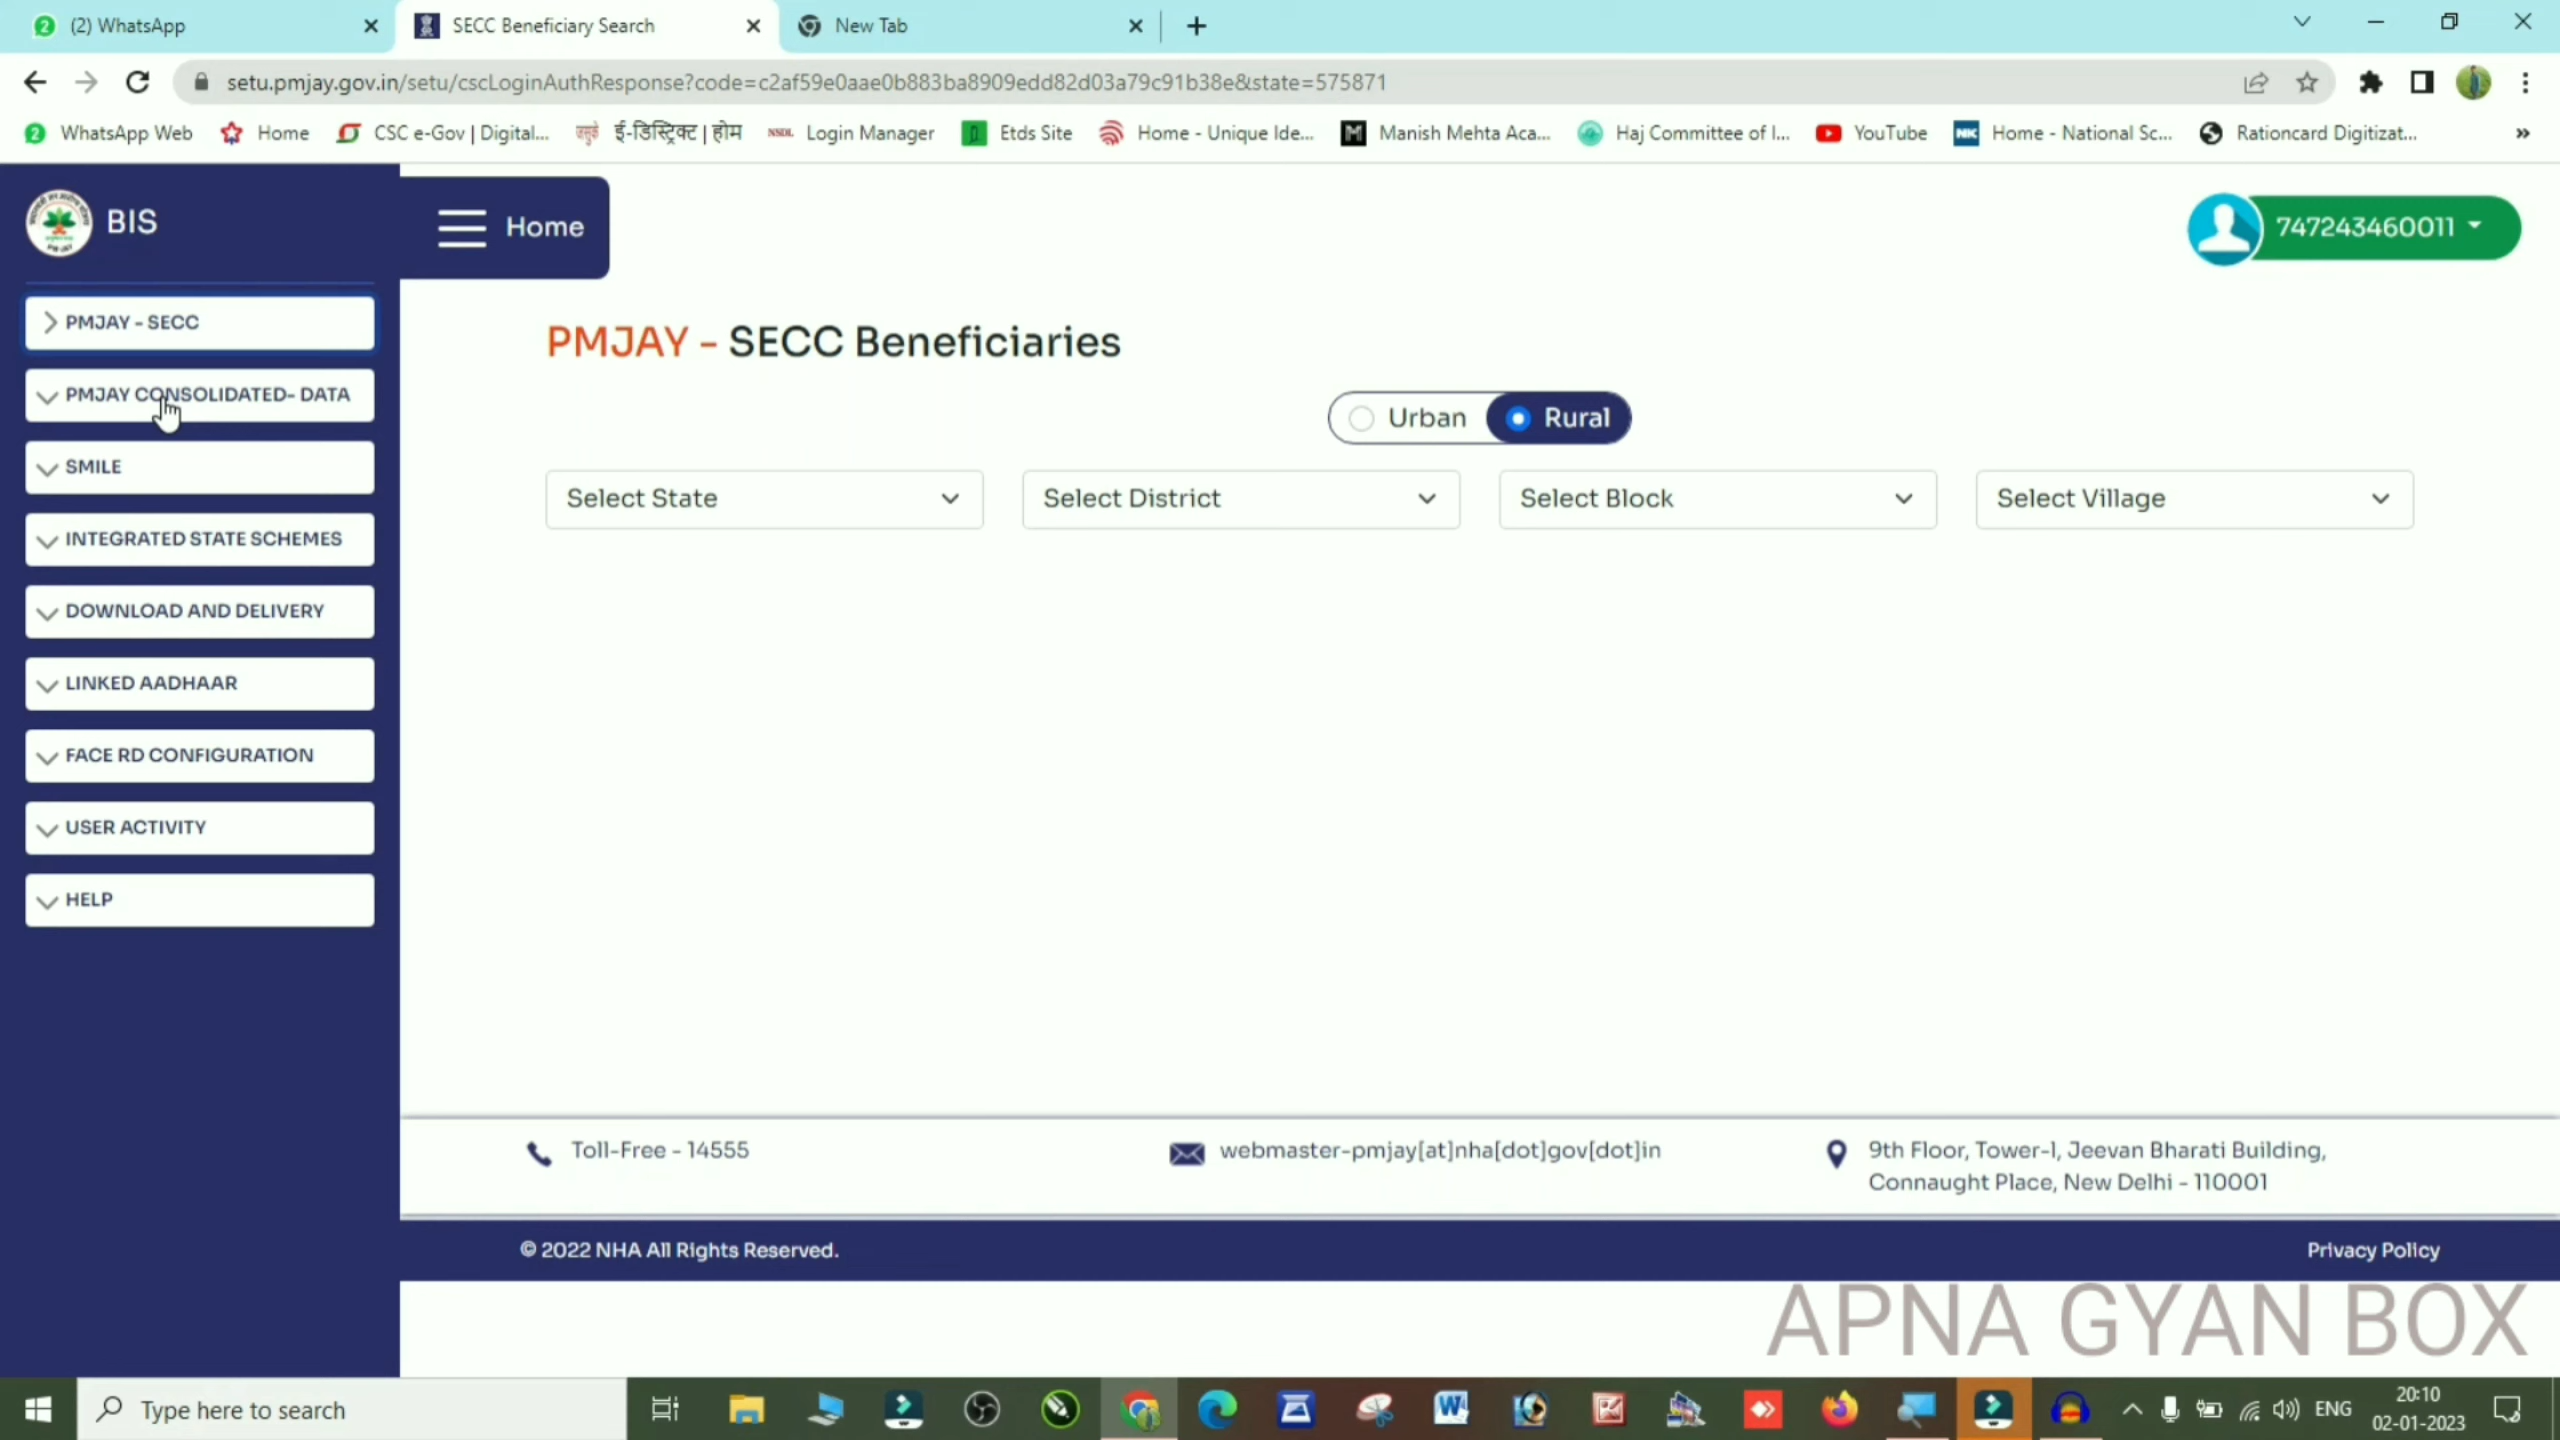 (2) WhatsApp
SECC Beneficiary Search
New Tab
setu.pmjay.gov.in/setu/cscLoginAuthResponse?code=c2af59e0aae0b883ba8909edd82d03a79c91b38e&state=575871
WhatsApp Web Home CSC e-Gov | Digital... ई-डिस्ट्रिक्ट | होम NSDL Login Manager Etds Site Home - Unique Ide... Manish Mehta Aca... Haj Committee of I... YouTube NK Home - National Sc... Rationcard Digitizat... »
BIS
Home
747243460011
PMJAY - SECC
PMJAY CONSOLIDATED- DATA
SMILE
INTEGRATED STATE SCHEMES
DOWNLOAD AND DELIVERY
LINKED AADHAAR
FACE RD CONFIGURATION
USER ACTIVITY
HELP
PMJAY - SECC Beneficiaries
Urban Rural
Select State Select District Select Block Select Village
Toll-Free - 14555
webmaster-pmjay[at]nha[dot]gov[dot]in
9th Floor, Tower-l, Jeevan Bharati Building,
Connaught Place, New Delhi - 110001
© 2022 NHA All Rights Reserved.
Privacy Policy
APNA GYAN BOX
Type here to search
ENG
20:10
02-01-2023